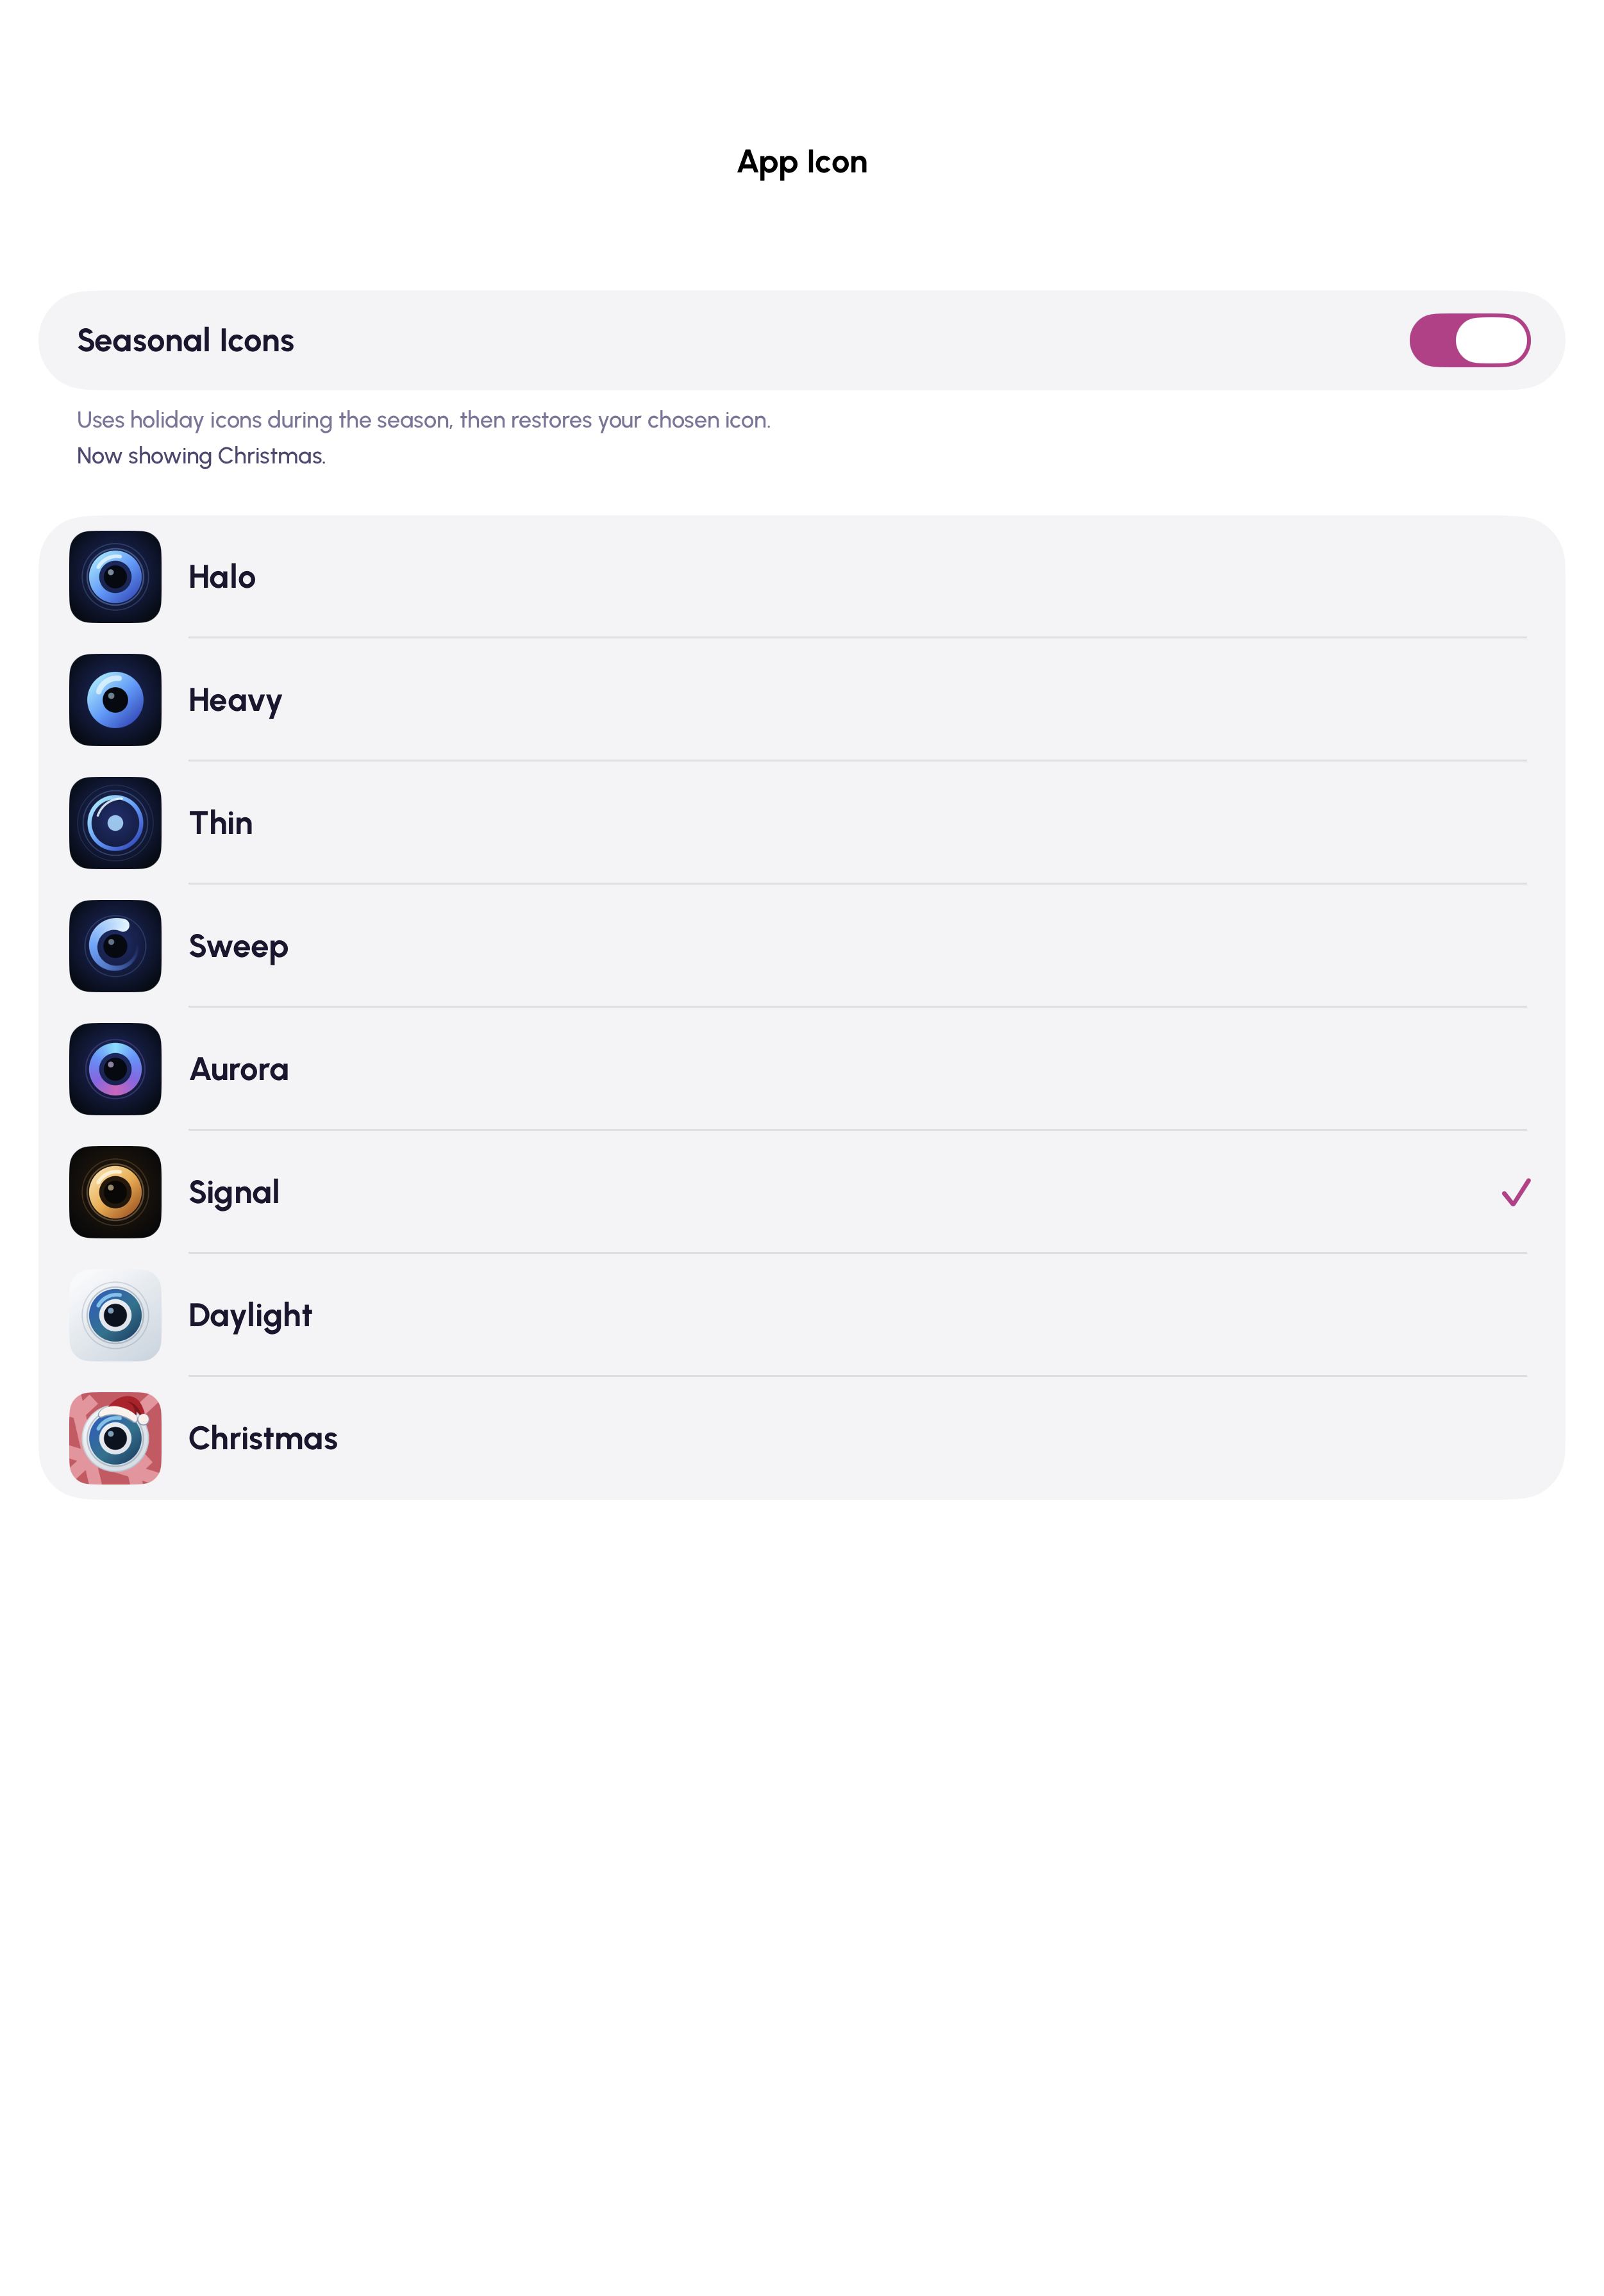 App Icon
Seasonal Icons
Uses holiday icons during the season, then restores your chosen icon.
Now showing Christmas.
Halo
Heavy
Thin
Sweep
Aurora
Signal
Daylight
Christmas